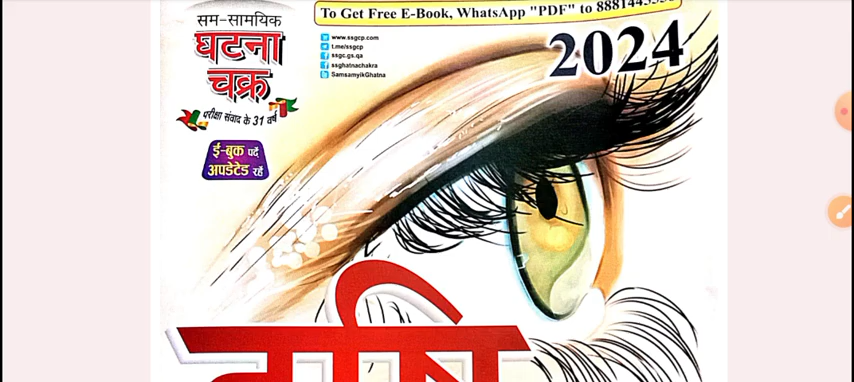 सम-सामयिक
घटना
चक्र
परीक्षा संवाद के 31 वर्ष
ई-बुक पढ़ें
अपडेटेड रहें
To Get Free E-Book, WhatsApp "PDF" to
www.ssgcp.com
t.me/ssgcp
ssgc.gs.qa
ssghatnachakra
SamsamyikGhatna
2024